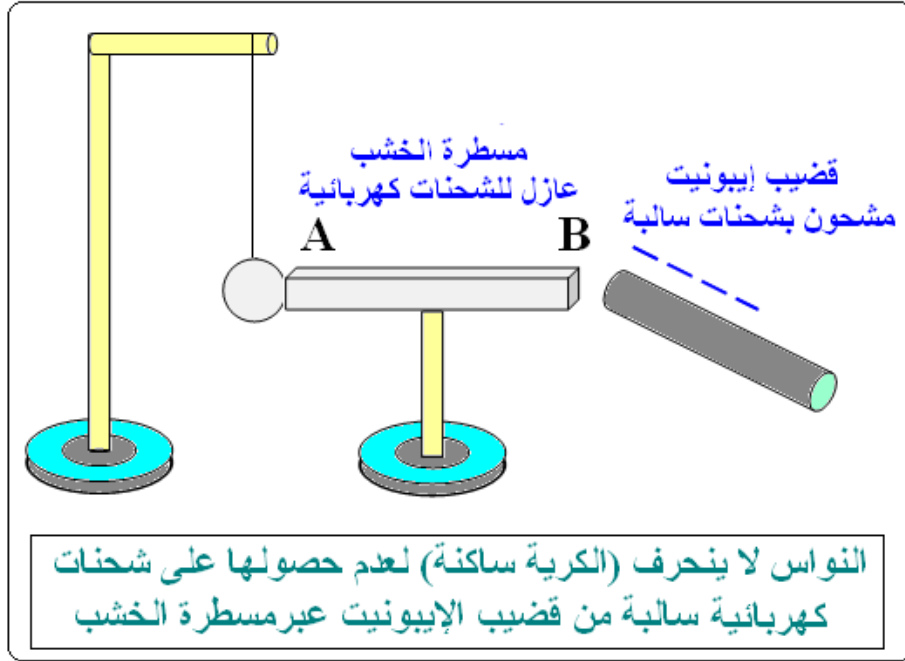 مسطرة الخشب
عازل للشحنات كهربائية
قضيب إيبونيت
مشحون بشحنات سالبة
A
B
النواس لا ينحرف (الكرية ساكنة) لعدم حصولها على شحنات
كهربائية سالبة من قضيب الإيبونيت عبرمسطرة الخشب